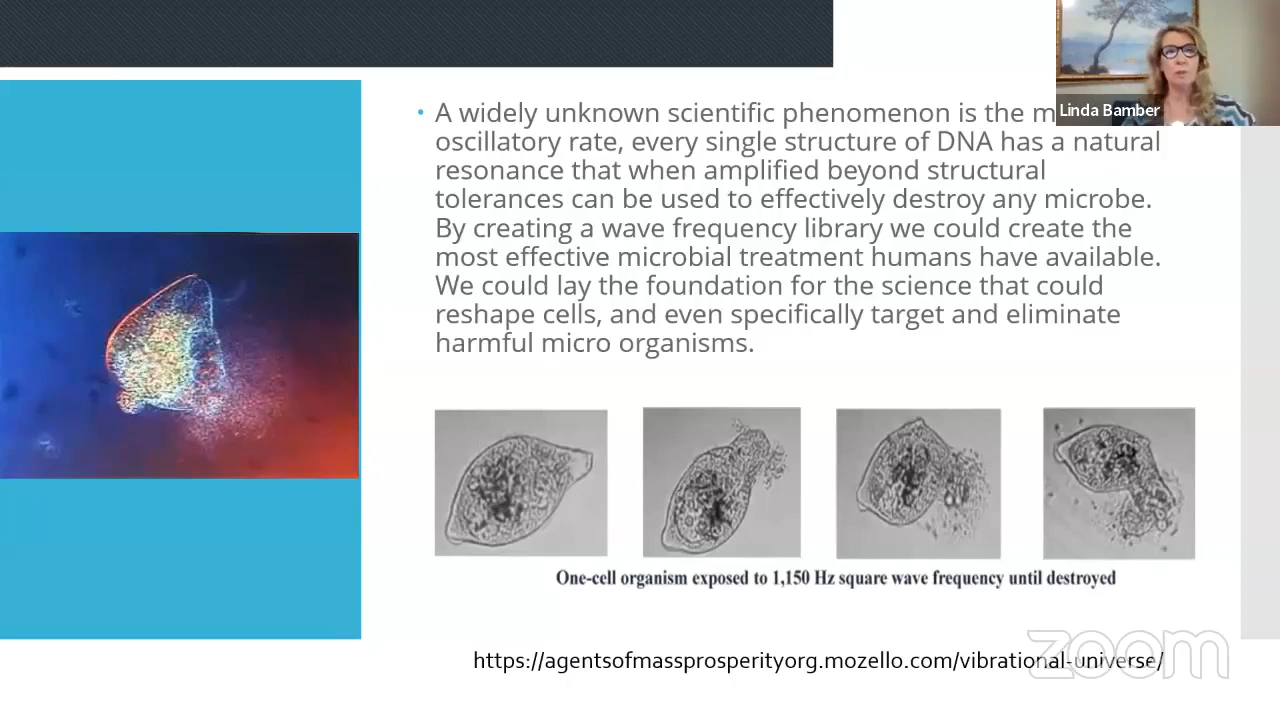 • A widely unknown scientific phenomenon is the
oscillatory rate, every single structure of DNA has a natural
resonance that when amplified beyond structural
tolerances can be used to effectively destroy any microbe.
By creating a wave frequency library we could create the
most effective microbial treatment humans have available.
We could lay the foundation for the science that could
reshape cells, and even specifically target and eliminate
harmful micro organisms.
Linda Bamber
One-cell organism exposed to 1,150 Hz square wave frequency until destroyed
https://agentsofmassprosperityorg.mozello.com/vibrational-universe/
zoom